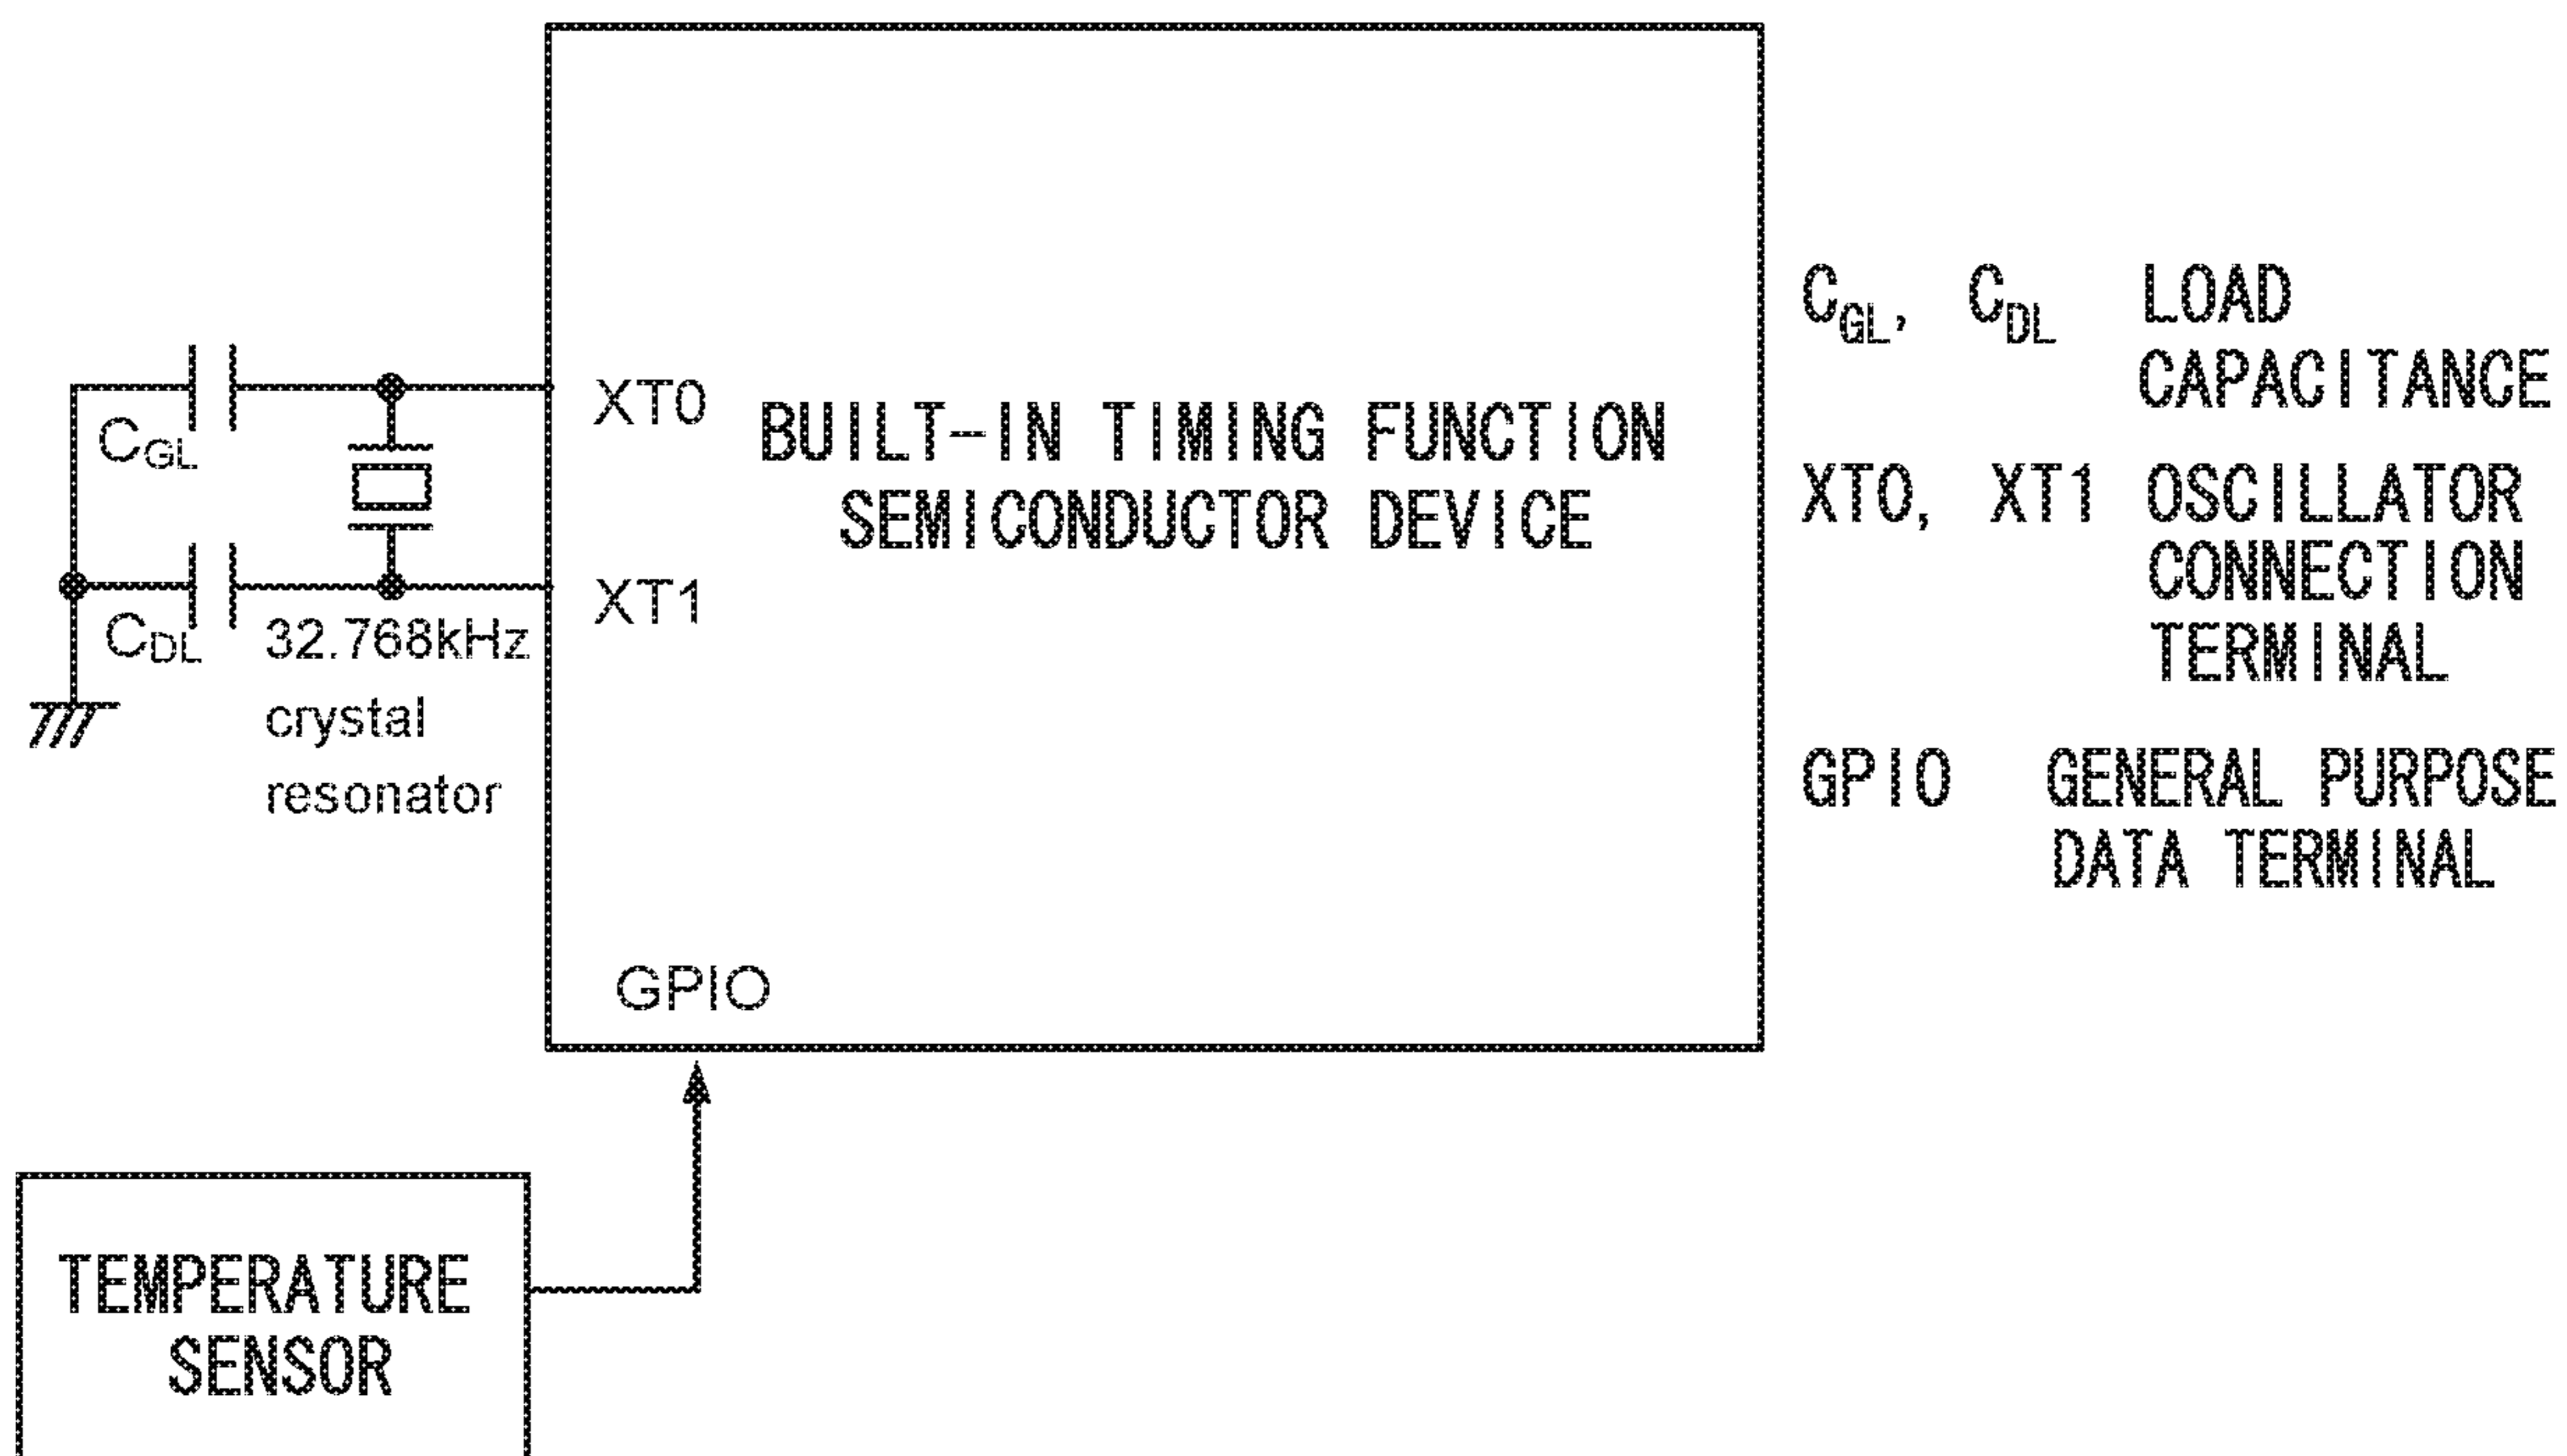 XT0
C_GL
BUILT-IN TIMING FUNCTION
SEMICONDUCTOR DEVICE
XT1
C_DL
32.768kHz
crystal
resonator
GPIO
TEMPERATURE
SENSOR
C_GL, C_DL LOAD
CAPACITANCE
XT0, XT1 OSCILLATOR
CONNECTION
TERMINAL
GPIO GENERAL PURPOSE
DATA TERMINAL